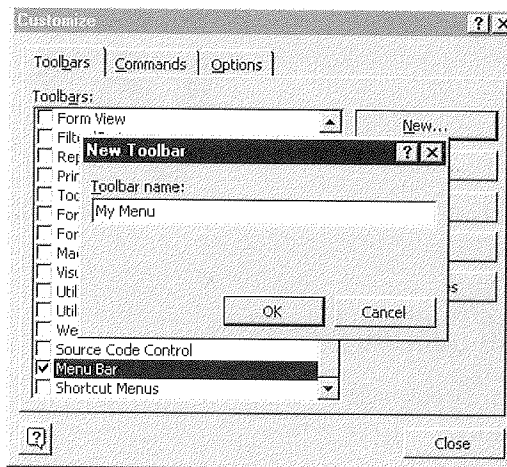 Customize
Toolbars Commands Options
Toolbars:
Form View
New...
New Toolbar
Toolbar name:
My Menu
OK Cancel
Source Code Control
Menu Bar
Shortcut Menus
Close